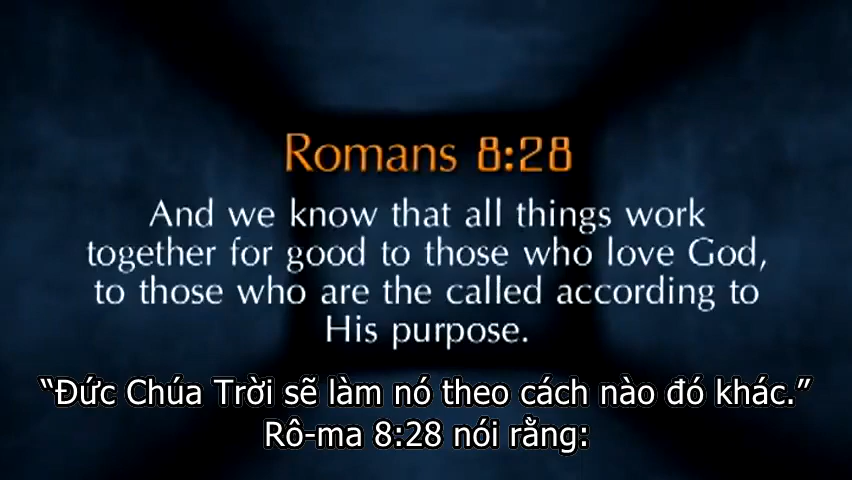 Romans 8:28
And we know that all things work
together for good to those who love God,
to those who are the called according to
His purpose.
“Đức Chúa Trời sẽ làm nó theo cách nào đó khác.”
Rô-ma 8:28 nói rằng: